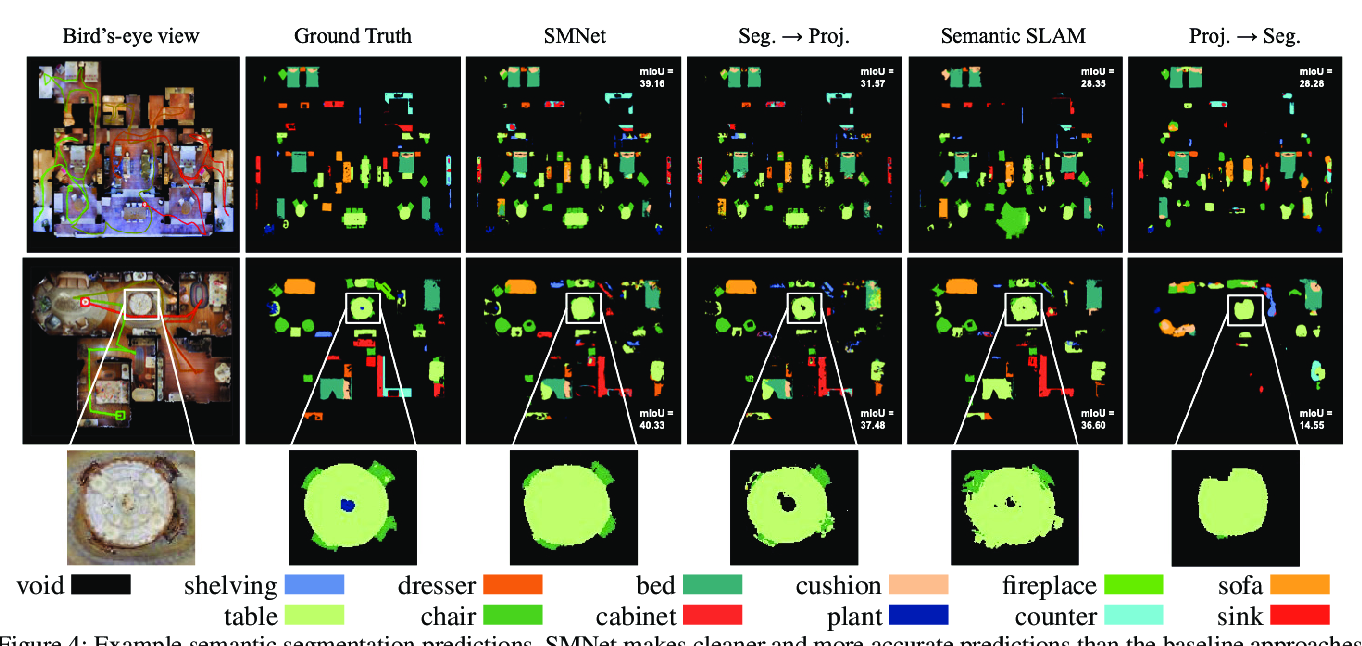 Bird's-eye view Ground Truth SMNet Seg. → Proj. Semantic SLAM Proj. → Seg.
mIoU = 39.16 mIoU = 31.97 mIoU = 28.35 mIoU = 28.28
mIoU = 40.33 mIoU = 37.48 mIoU = 36.60 mIoU = 14.55
void shelving dresser bed cushion fireplace sofa
table chair cabinet plant counter sink
Figure 4: Example semantic segmentation predictions. SMNet makes cleaner and more accurate predictions than the baseline approaches